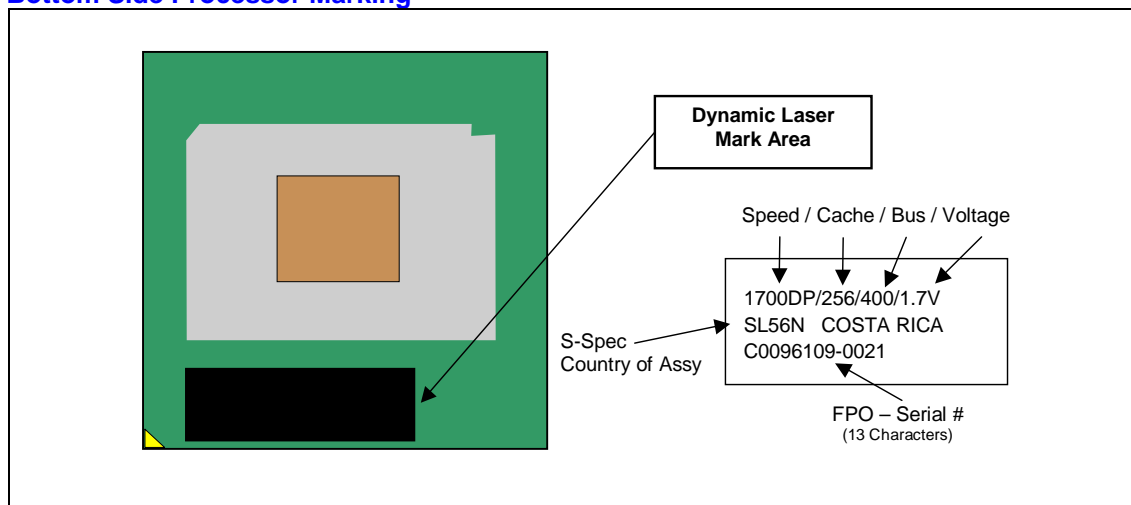 Bottom Side Processor Marking
Dynamic Laser
Mark Area
Speed / Cache / Bus / Voltage
1700DP/256/400/1.7V
SL56N COSTA RICA
C0096109-0021
S-Spec
Country of Assy
FPO – Serial #
(13 Characters)